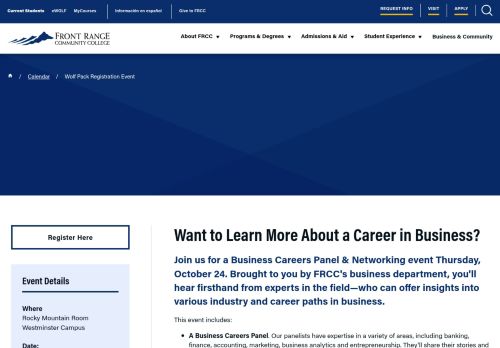 Current Students eWOLF MyCourses Información en español Give to FRCC REQUEST INFO VISIT APPLY
FRONT RANGE
COMMUNITY COLLEGE
About FRCC Programs & Degrees Admissions & Aid Student Experience Business & Community
/ Calendar / Wolf Pack Registration Event
Register Here
Event Details
Where
Rocky Mountain Room
Westminster Campus
Date:
Want to Learn More About a Career in Business?
Join us for a Business Careers Panel & Networking event Thursday,
October 24. Brought to you by FRCC's business department, you'll
hear firsthand from experts in the field—who can offer insights into
various industry and career paths in business.
This event includes:
• A Business Careers Panel. Our panelists have expertise in a variety of areas, including banking,
finance, accounting, marketing, business analytics and entrepreneurship. They'll share their stories and